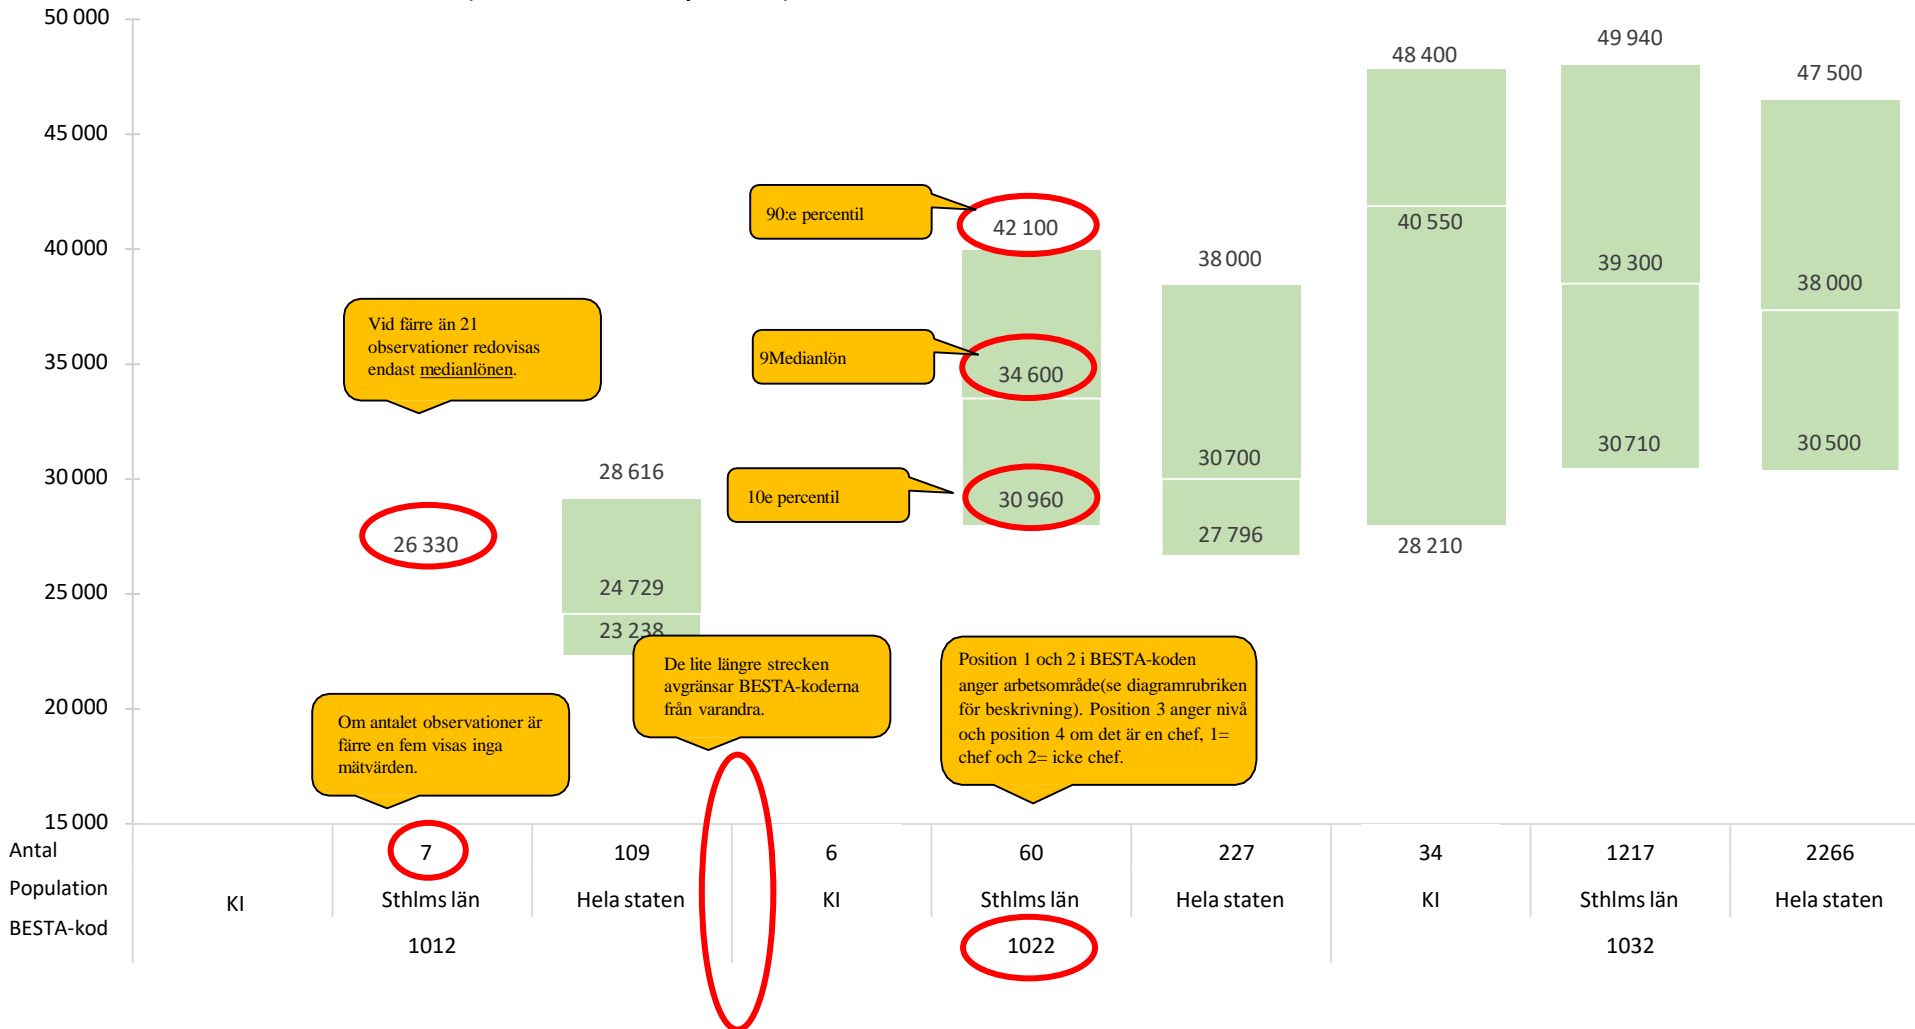 50 000
45 000
40 000
35 000
30 000
25 000
20 000
15 000
48 400
49 940
47 500
90:e percentil
42 100
40 550
38 000
39 300
38 000
Vid färre än 21
observationer redovisas
endast medianlönen.
9Medianlön
34 600
28 616
30 700
30 710
30 500
10e percentil
30 960
26 330
27 796
28 210
24 729
23 238
De lite längre strecken
avgränsar BESTA-koderna
från varandra.
Position 1 och 2 i BESTA-koden
anger arbetsområde(se diagramrubriken
för beskrivning). Position 3 anger nivå
och position 4 om det är en chef, 1=
chef och 2= icke chef.
Om antalet observationer är
färre en fem visas inga
mätvärden.
Antal 7 109 6 60 227 34 1217 2266
Population KI Sthlms län Hela staten KI Sthlms län Hela staten KI Sthlms län Hela staten
BESTA-kod 1012 1022 1032